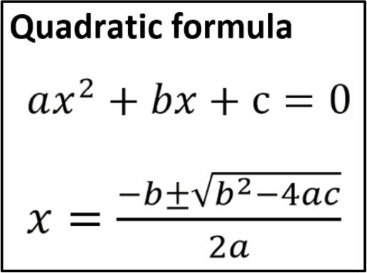 Quadratic formula
ax² + bx + c = 0
x = (-b±√(b²-4ac))/(2a)